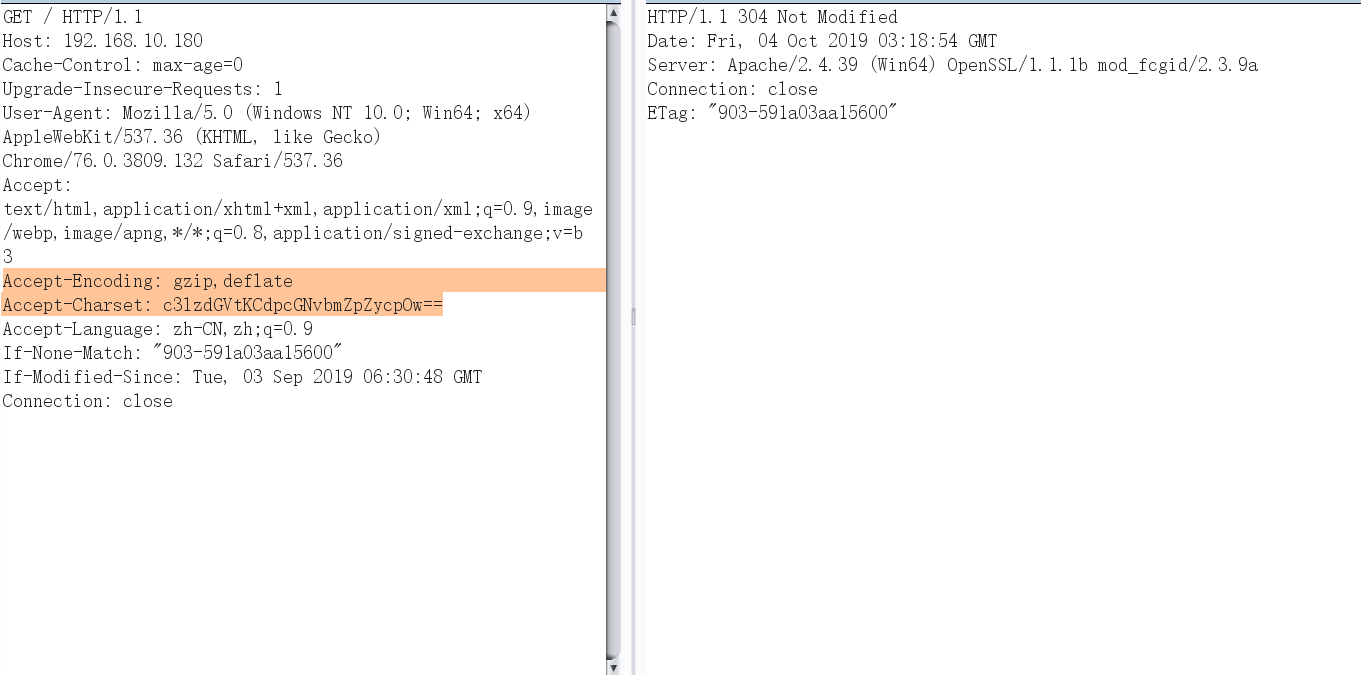 GET / HTTP/1.1
Host: 192.168.10.180
Cache-Control: max-age=0
Upgrade-Insecure-Requests: 1
User-Agent: Mozilla/5.0 (Windows NT 10.0; Win64; x64)
AppleWebKit/537.36 (KHTML, like Gecko)
Chrome/76.0.3809.132 Safari/537.36
Accept:
text/html,application/xhtml+xml,application/xml;q=0.9,image
/webp,image/apng,*/*;q=0.8,application/signed-exchange;v=b
3
Accept-Encoding: gzip,deflate
Accept-Charset: c3lzdGVtKCdpcGNvbmZpZycpOw==
Accept-Language: zh-CN,zh;q=0.9
If-None-Match: "903-591a03aa15600"
If-Modified-Since: Tue, 03 Sep 2019 06:30:48 GMT
Connection: close
HTTP/1.1 304 Not Modified
Date: Fri, 04 Oct 2019 03:18:54 GMT
Server: Apache/2.4.39 (Win64) OpenSSL/1.1.1b mod_fcgid/2.3.9a
Connection: close
ETag: "903-591a03aa15600"